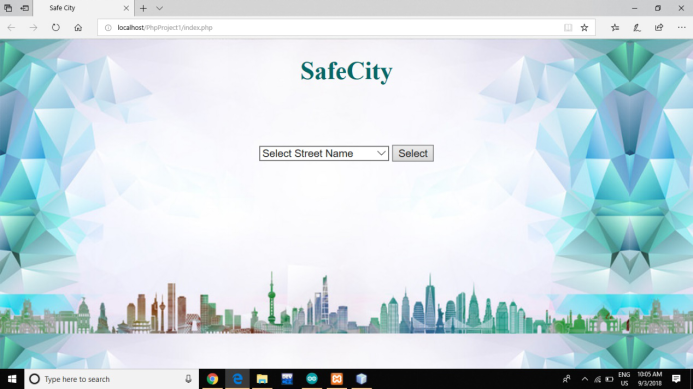 Safe City
localhost/PhpProject1/index.php
SafeCity
Select Street Name
Select
Type here to search
ENG
US
10:05 AM
9/3/2018